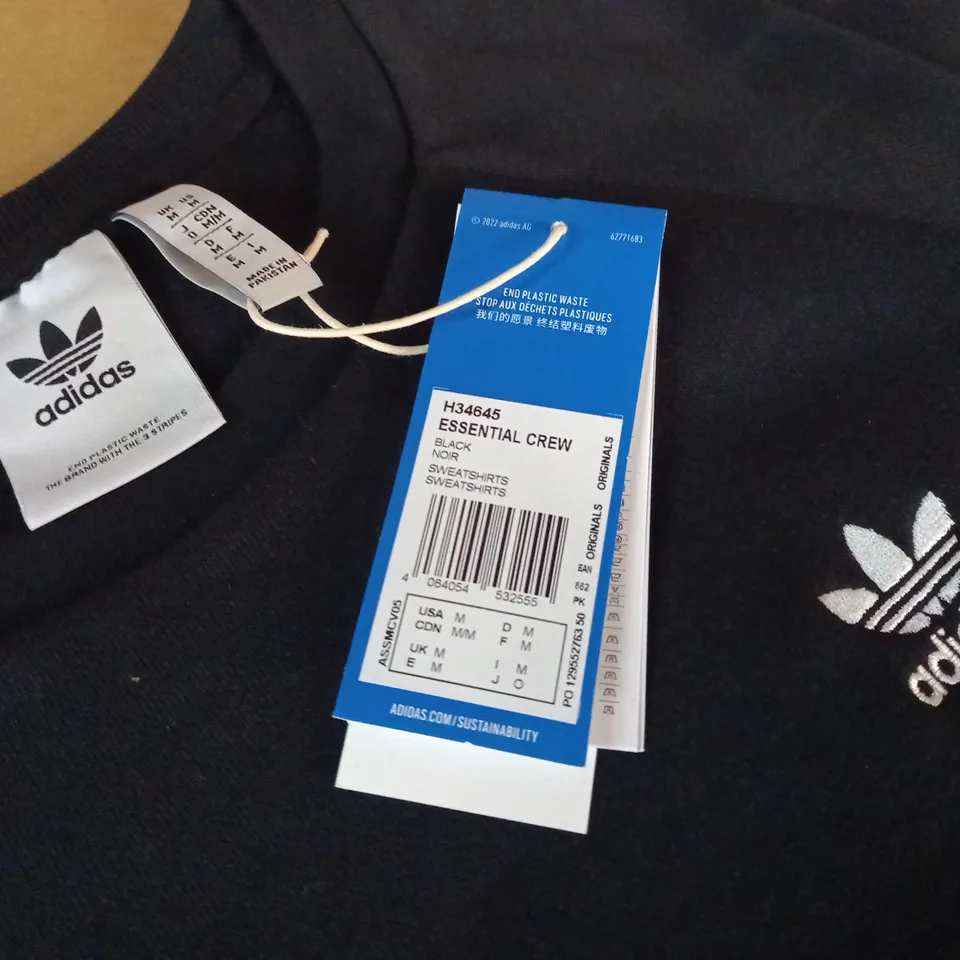 UK M
US M
J O
CDN M/M
D M
F M
E M
I M
MADE IN
PAKISTAN
adidas
END PLASTIC WASTE
THE BRAND WITH THE 3 STRIPES
© 2022 adidas AG
62771683
END PLASTIC WASTE
STOP AUX DÉCHETS PLASTIQUES
我们的愿景 终结塑料废物
H34645
ESSENTIAL CREW
BLACK
NOIR
SWEATSHIRTS
SWEATSHIRTS
ORIGINALS ORIGINALS
4 064054 532555
EAN
662
PK
ASSMCV05
USA M
CDN M/M
UK M
E M
D M
F M
I M
J O
PO 129552763 50
ADIDAS.COM/SUSTAINABILITY
adid